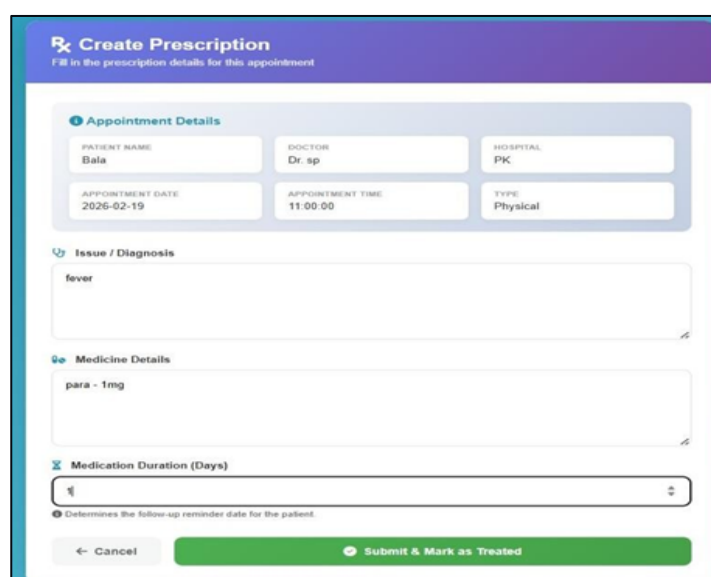 Rx Create Prescription
Fill in the prescription details for this appointment
Appointment Details
PATIENT NAME
Bala
DOCTOR
Dr. sp
HOSPITAL
PK
APPOINTMENT DATE
2026-02-19
APPOINTMENT TIME
11:00:00
TYPE
Physical
Issue / Diagnosis
fever
Medicine Details
para - 1mg
Medication Duration (Days)
1
Determines the follow-up reminder date for the patient.
← Cancel
Submit & Mark as Treated